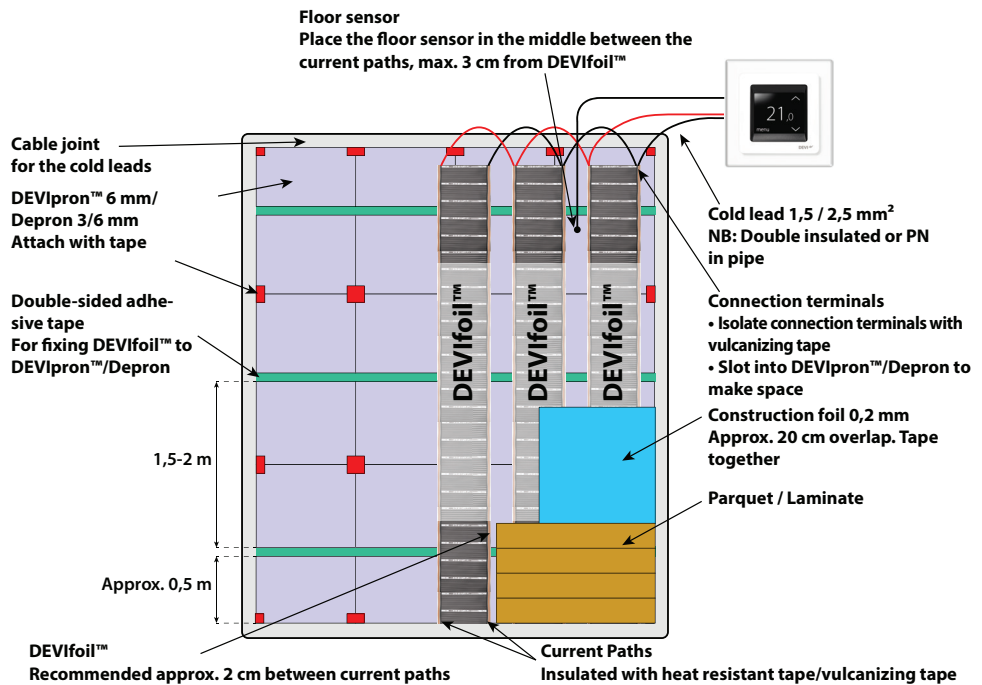 Floor sensor
Place the floor sensor in the middle between the
current paths, max. 3 cm from DEVIfoil™
21,0
menu
DEVI
Cable joint
for the cold leads
DEVIpron™ 6 mm/
Depron 3/6 mm
Attach with tape
Double-sided adhe-
sive tape
For fixing DEVIfoil™ to
DEVIpron™/Depron
1,5-2 m
Approx. 0,5 m
DEVIfoil™
DEVIfoil™
DEVIfoil™
Cold lead 1,5 / 2,5 mm²
NB: Double insulated or PN
in pipe
Connection terminals
• Isolate connection terminals with
vulcanizing tape
• Slot into DEVIpron™/Depron to
make space
Construction foil 0,2 mm
Approx. 20 cm overlap. Tape
together
Parquet / Laminate
DEVIfoil™
Recommended approx. 2 cm between current paths
Current Paths
Insulated with heat resistant tape/vulcanizing tape